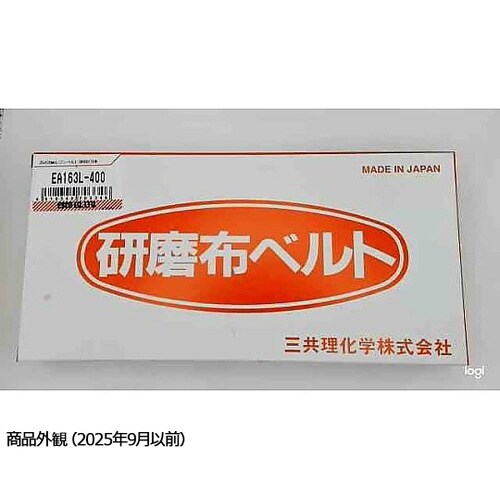 EA163L-400
MADE IN JAPAN
研磨布ベルト
三共理化学株式会社
logi
商品外観（2025年9月以前）